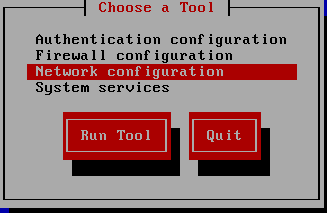 Choose a Tool
Authentication configuration
Firewall configuration
Network configuration
System services
Run Tool
Quit